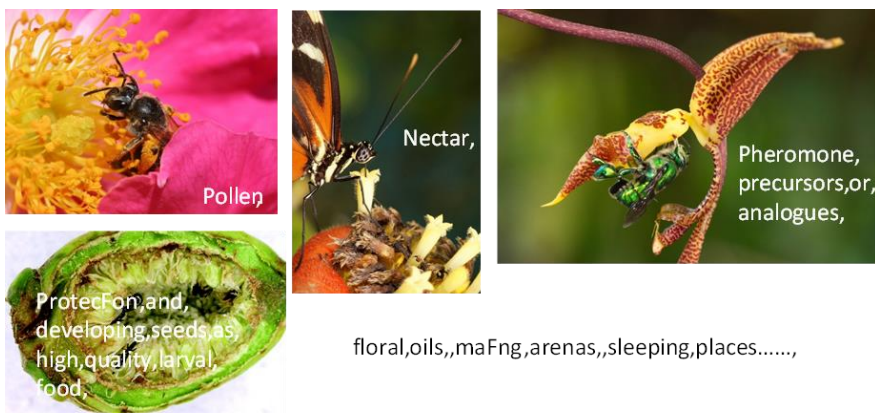 Pollen,
Nectar,
Pheromone,
precursors,or,
analogues,
ProtecFon,and,
developing,seeds,as,
high,quality,larval,
food,
floral,oils,,maFng,arenas,,sleeping,places……,